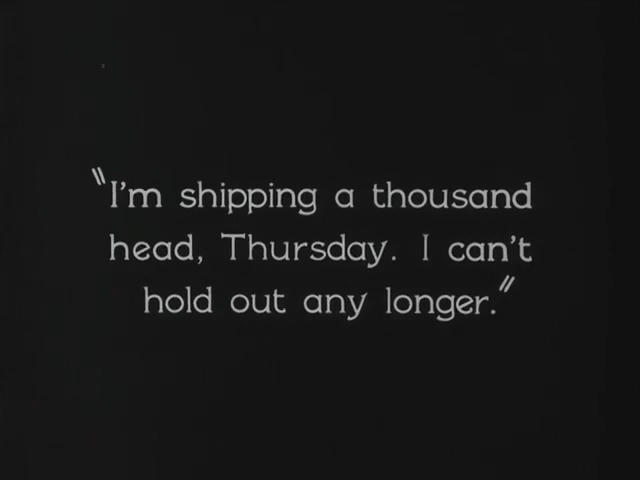 "I'm shipping a thousand
head, Thursday. I can't
hold out any longer."